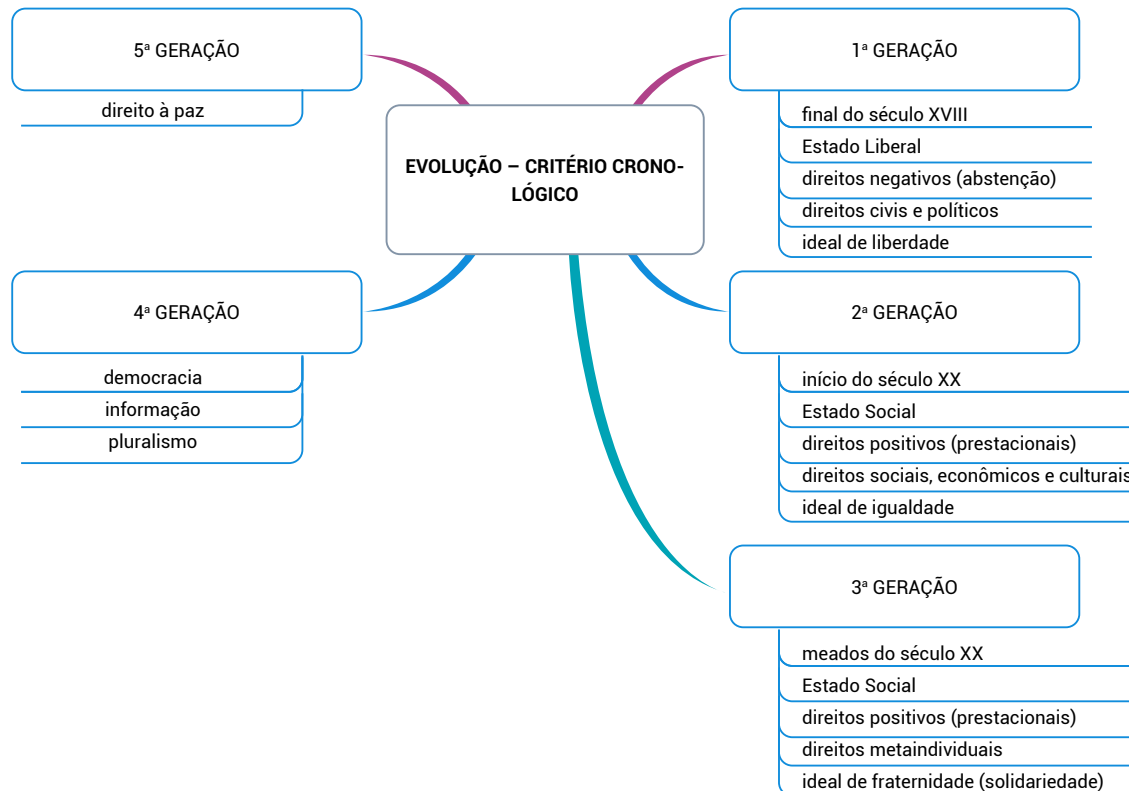 EVOLUÇÃO – CRITÉRIO CRONO-
LÓGICO
1ª GERAÇÃO
final do século XVIII
Estado Liberal
direitos negativos (abstenção)
direitos civis e políticos
ideal de liberdade
2ª GERAÇÃO
início do século XX
Estado Social
direitos positivos (prestacionais)
direitos sociais, econômicos e culturais
ideal de igualdade
3ª GERAÇÃO
meados do século XX
Estado Social
direitos positivos (prestacionais)
direitos metaindividuais
ideal de fraternidade (solidariedade)
4ª GERAÇÃO
democracia
informação
pluralismo
5ª GERAÇÃO
direito à paz